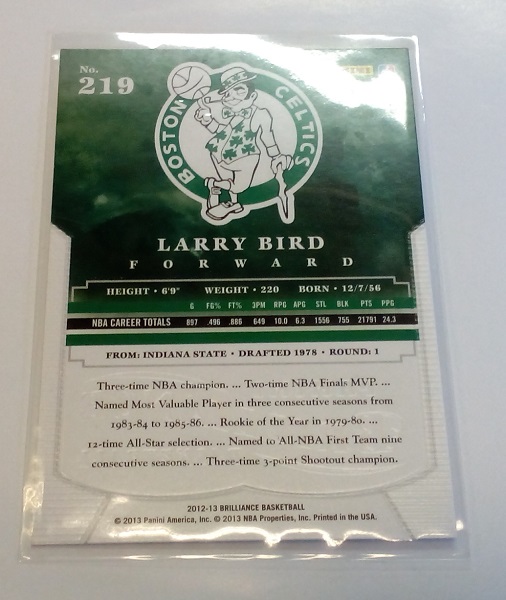 No.
219
BOSTON CELTICS
LARRY BIRD
FORWARD
HEIGHT • 6'9" WEIGHT • 220 BORN • 12/7/56
G FG% FT% 3PM RPG APG STL BLK PTS PPG
NBA CAREER TOTALS 897 .496 .886 649 10.0 6.3 1556 755 21791 24.3
FROM: INDIANA STATE • DRAFTED 1978 • ROUND: 1
Three-time NBA champion. ... Two-time NBA Finals MVP. ...
Named Most Valuable Player in three consecutive seasons from
1983-84 to 1985-86. ... Rookie of the Year in 1979-80. ...
12-time All-Star selection. ... Named to All-NBA First Team nine
consecutive seasons. ... Three-time 3-point Shootout champion.
2012-13 BRILLIANCE BASKETBALL
© 2013 Panini America, Inc. © 2013 NBA Properties, Inc. Printed in the USA.